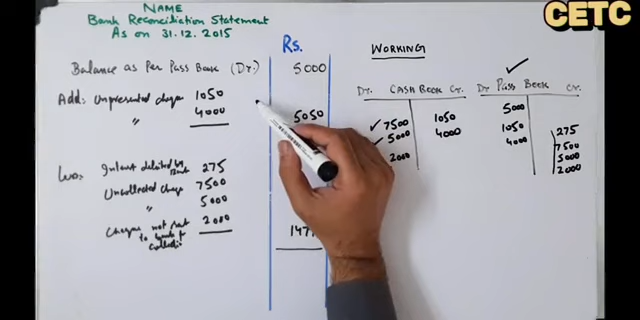 CETC
NAME
Bank Reconciliation Statement
As on 31.12.2015
Rs.
WORKING
Balance as Per Pass Book (Dr.) 5000
Dr. CASH BOOK Cr.
Dr. Pass Book Cr.
Add: Unpresented cheque 1050
" 4000
5050
7500 1050
5000 4000
2000
5000
1050 275
4000 7500
5000
2000
Less: Interest debited by Bank 275
Uncollected cheque 7500
" 5000
Cheques not sent to bank for collection 2000
147